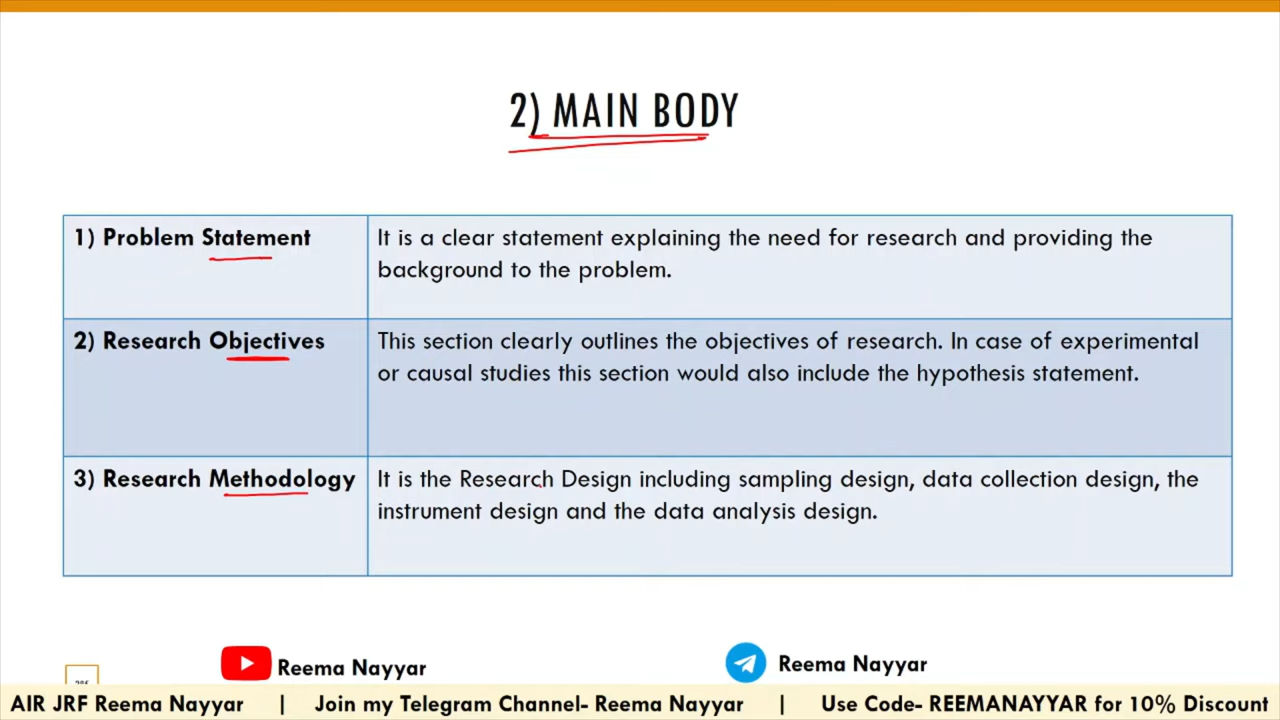 2) MAIN BODY
1) Problem Statement
It is a clear statement explaining the need for research and providing the
background to the problem.
2) Research Objectives
This section clearly outlines the objectives of research. In case of experimental
or causal studies this section would also include the hypothesis statement.
3) Research Methodology
It is the Research Design including sampling design, data collection design, the
instrument design and the data analysis design.
Reema Nayyar
Reema Nayyar
AIR JRF Reema Nayyar | Join my Telegram Channel- Reema Nayyar | Use Code- REEMANAYYAR for 10% Discount